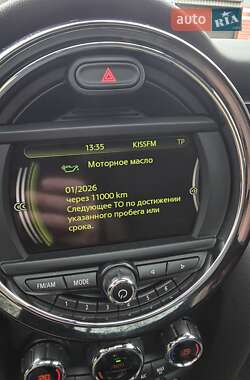 AUTO.RIA
13:35 KISSFM TP
Моторное масло
01/2026
через 11000 km
Следующее ТО по достижении
указанного пробега или
срока.
FM/AM MODE